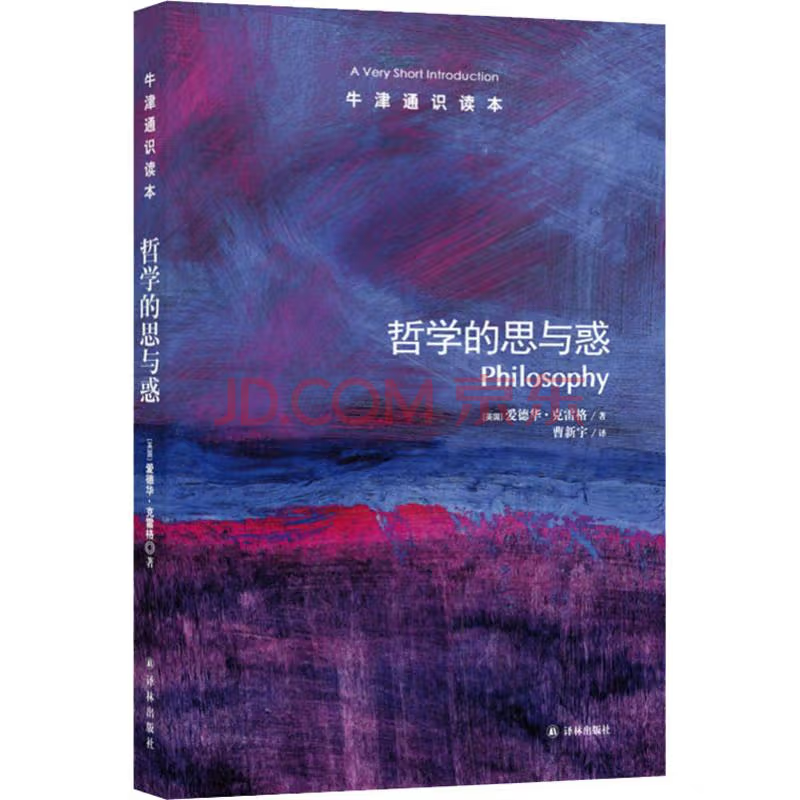 牛津通识读本
哲学的思与惑
[英国] 爱德华·克雷格◎著
译林出版社
A Very Short Introduction
牛津通识读本
哲学的思与惑
Philosophy
JD.COM 京东
[英国] 爱德华·克雷格 / 著
曹新宇 / 译
译林出版社